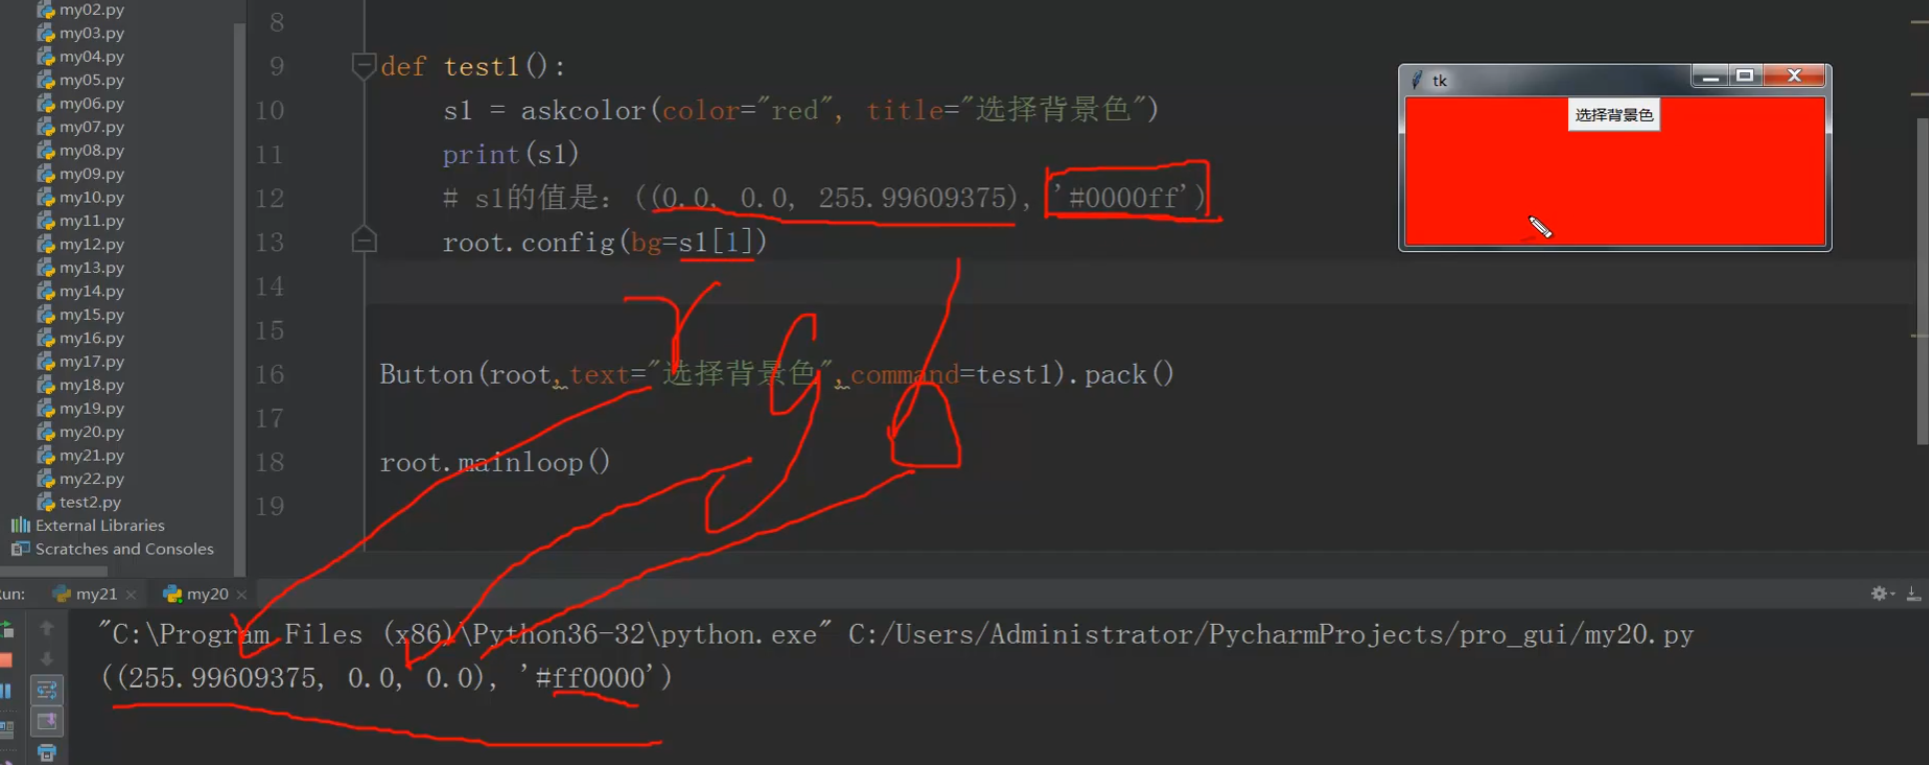 my02.py
my03.py
my04.py
my05.py
my06.py
my07.py
my08.py
my09.py
my10.py
my11.py
my12.py
my13.py
my14.py
my15.py
my16.py
my17.py
my18.py
my19.py
my20.py
my21.py
my22.py
test2.py
External Libraries
Scratches and Consoles
8
9 def test1():
10 s1 = askcolor(color="red", title="选择背景色")
11 print(s1)
12 # s1的值是：((0.0, 0.0, 255.99609375), '#0000ff')
13 root.config(bg=s1[1])
14
15
16 Button(root,text="选择背景色",command=test1).pack()
17
18 root.mainloop()
19
r G
tk
选择背景色
un: my21 my20
"C:\Program Files (x86)\Python36-32\python.exe" C:/Users/Administrator/PycharmProjects/pro_gui/my20.py
((255.99609375, 0.0, 0.0), '#ff0000')